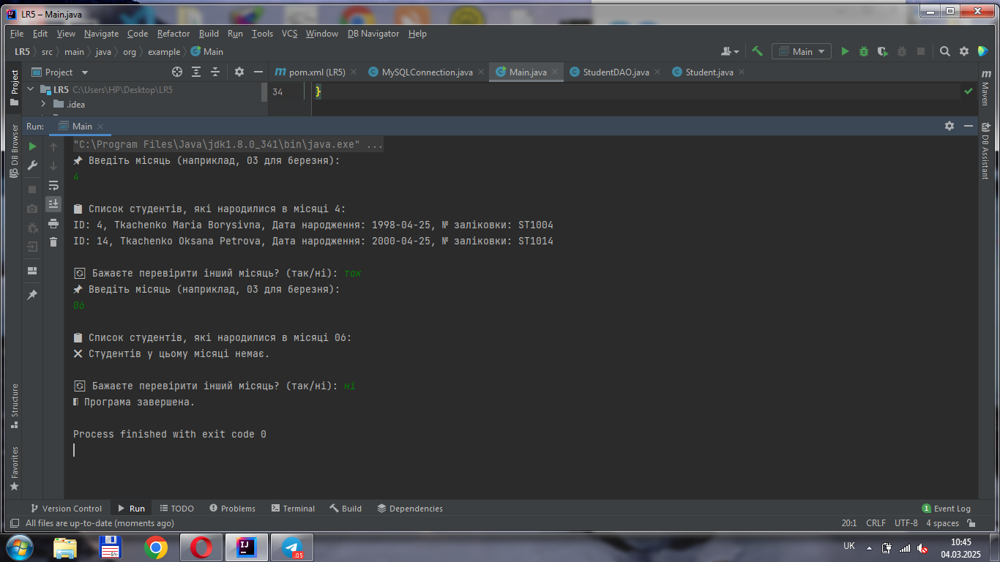 LR5 – Main.java
File Edit View Navigate Code Refactor Build Run Tools VCS Window DB Navigator Help
LR5 src main java org example Main
Main
Project
pom.xml (LR5) MySQLConnection.java Main.java StudentDAO.java Student.java
LR5 C:\Users\HP\Desktop\LR5
.idea
34 }
Project
DB Browser
Structure
Favorites
Maven
DB Assistant
Run: Main
"C:\Program Files\Java\jdk1.8.0_341\bin\java.exe" ...
📌 Введіть місяць (наприклад, 03 для березня):
4
📋 Список студентів, які народилися в місяці 4:
ID: 4, Tkachenko Maria Borysivna, Дата народження: 1998-04-25, № заліковки: ST1004
ID: 14, Tkachenko Oksana Petrova, Дата народження: 2000-04-25, № заліковки: ST1014
🔄 Бажаєте перевірити інший місяць? (так/ні): так
📌 Введіть місяць (наприклад, 03 для березня):
06
📋 Список студентів, які народилися в місяці 06:
❌ Студентів у цьому місяці немає.
🔄 Бажаєте перевірити інший місяць? (так/ні): ні
🚪 Програма завершена.
Process finished with exit code 0
Version Control Run TODO Problems Terminal Build Dependencies 1 Event Log
All files are up-to-date (moments ago) 20:1 CRLF UTF-8 4 spaces
IJ
64
.05
UK
10:45
04.03.2025